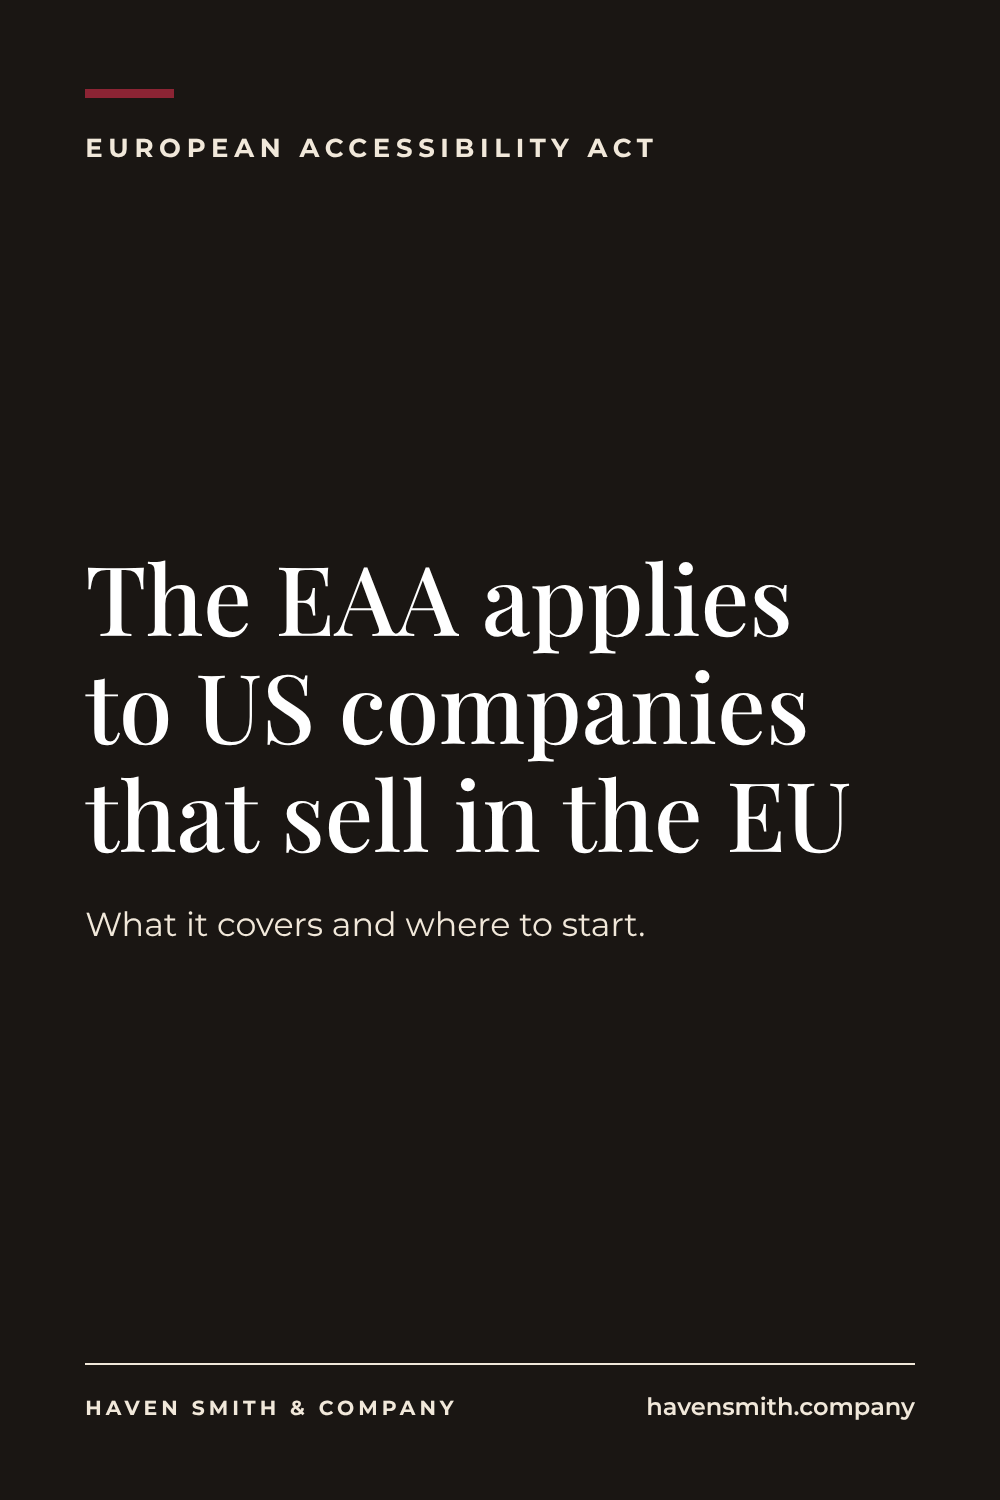 EUROPEAN ACCESSIBILITY ACT
The EAA applies
to US companies
that sell in the EU
What it covers and where to start.
HAVEN SMITH & COMPANY
havensmith.company